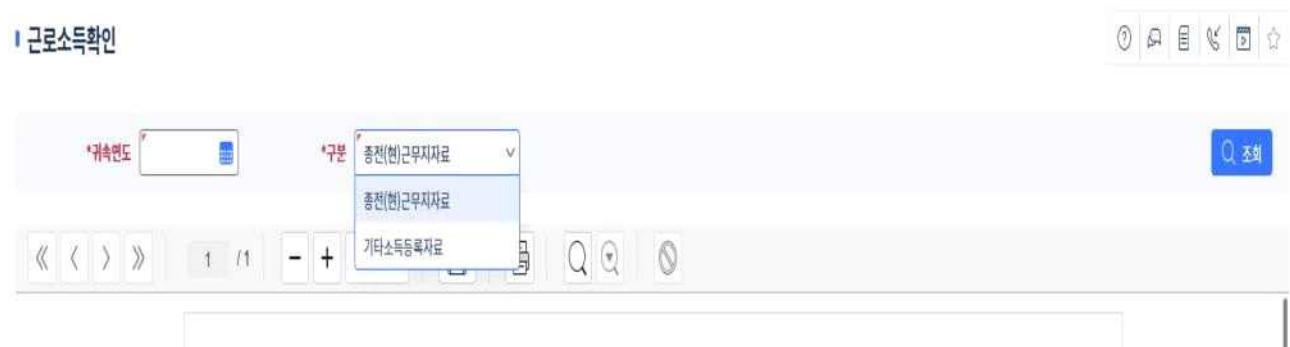 근로소득확인
*귀속연도 *구분 종전(현)근무지자료 조회
종전(현)근무지자료
기타소득등록자료
1 /1